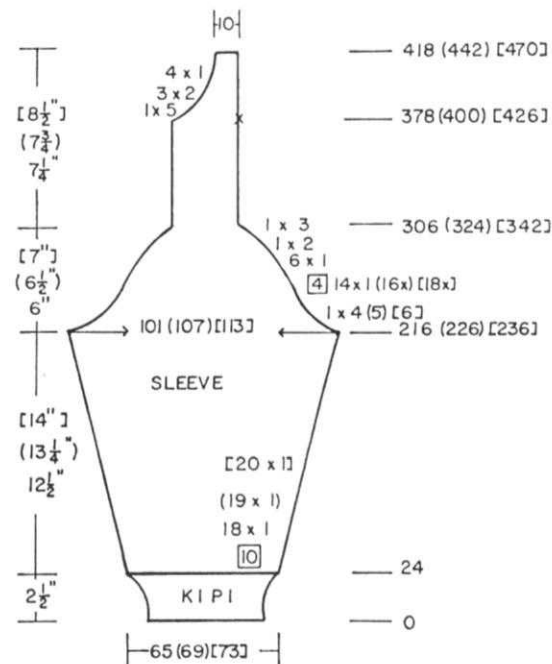 10
418 (442) [470]
4 x 1
3 x 2
1 x 5
[8½"]
(7¾")
7¼"
378 (400) [426]
1 x 3
306 (324) [342]
1 x 2
6 x 1
[7"]
(6½")
6"
4 14 x 1 (16x) [18x]
1 x 4 (5) [6]
101 (107) [113]
216 (226) [236]
SLEEVE
[14"]
(13¼")
12½"
[20 x 1]
(19 x 1)
18 x 1
10
24
2½"
K I P I
0
65 (69) [73]